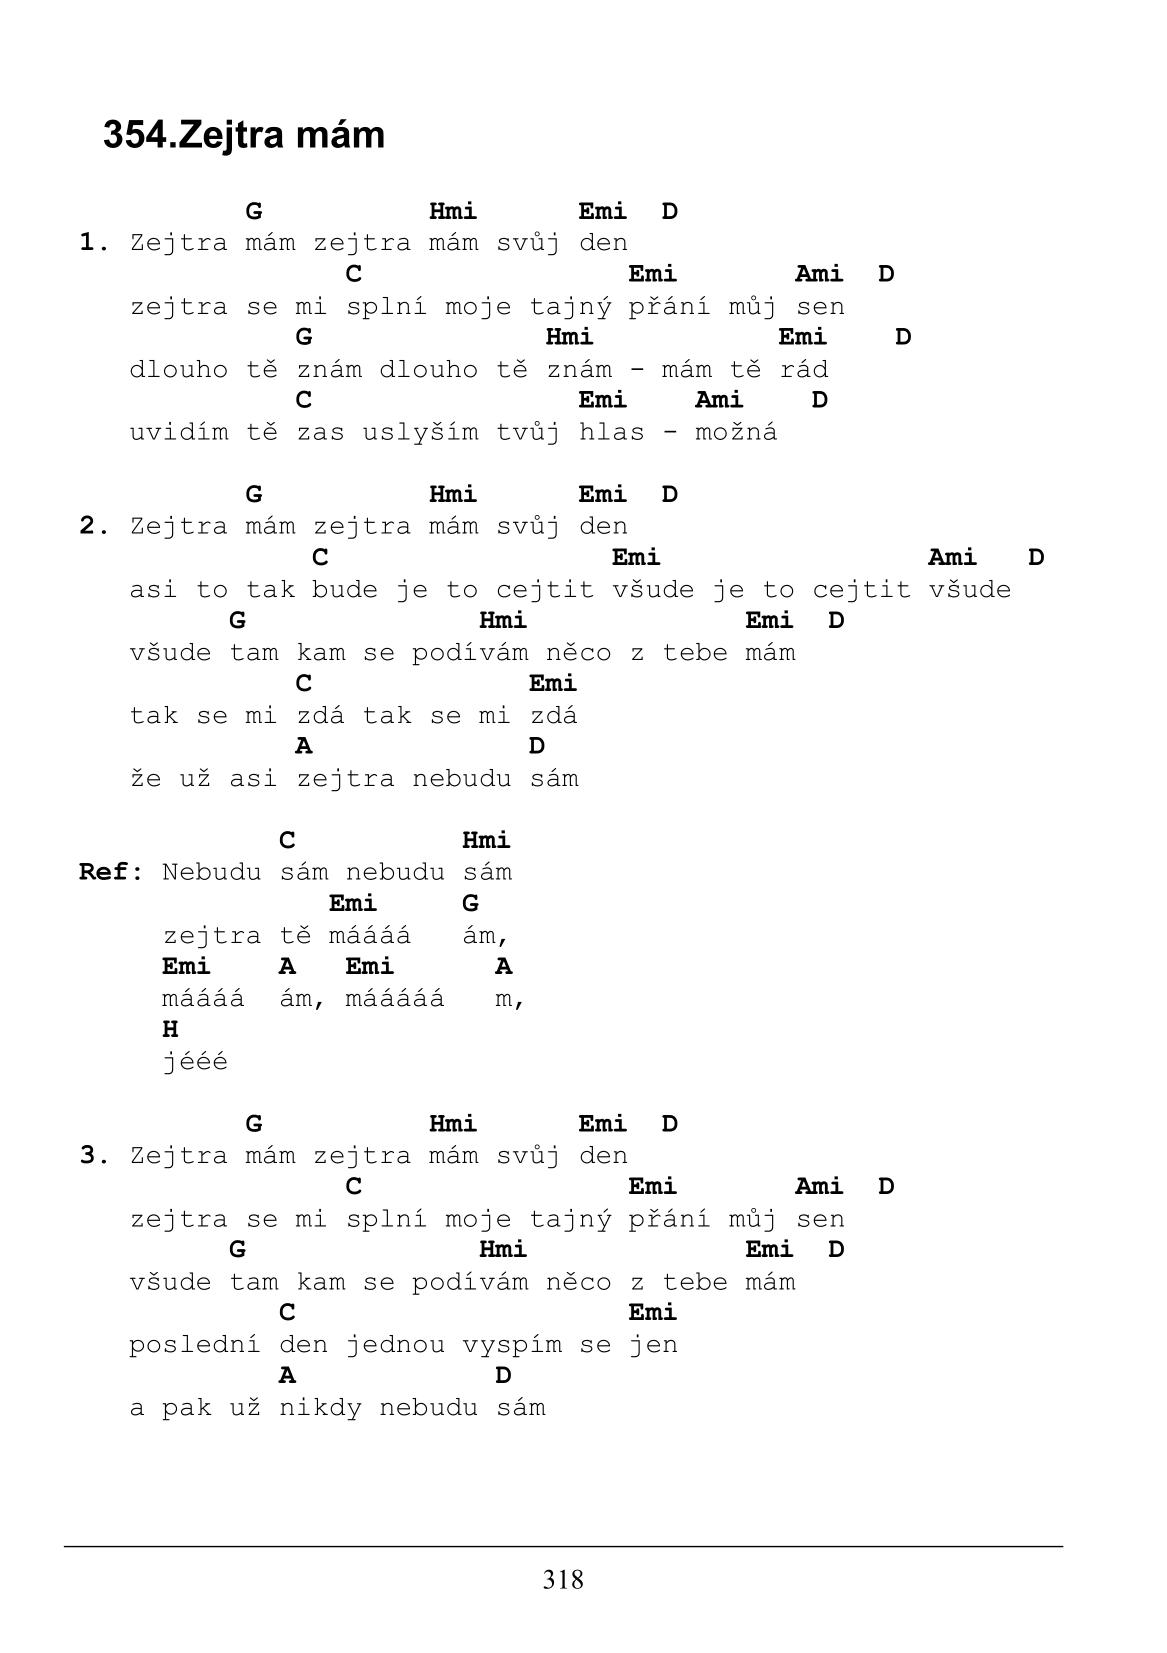 354.Zejtra mám
          G          Hmi      Emi  D
1. Zejtra mám zejtra mám svůj den
                C                Emi       Ami  D
   zejtra se mi splní moje tajný přání můj sen
             G              Hmi           Emi    D
   dlouho tě znám dlouho tě znám - mám tě rád
             C                Emi    Ami    D
   uvidím tě zas uslyším tvůj hlas - možná
          G          Hmi      Emi  D
2. Zejtra mám zejtra mám svůj den
              C                 Emi                Ami   D
   asi to tak bude je to cejtit všude je to cejtit všude
         G              Hmi             Emi  D
   všude tam kam se podívám něco z tebe mám
             C             Emi
   tak se mi zdá tak se mi zdá
             A             D
   že už asi zejtra nebudu sám
            C          Hmi
Ref: Nebudu sám nebudu sám
               Emi     G
     zejtra tě máááá   ám,
     Emi    A   Emi      A
     máááá  ám, mááááá   m,
     H
     jééé
          G          Hmi      Emi  D
3. Zejtra mám zejtra mám svůj den
                C                Emi       Ami  D
   zejtra se mi splní moje tajný přání můj sen
         G              Hmi             Emi  D
   všude tam kam se podívám něco z tebe mám
            C                    Emi
   poslední den jednou vyspím se jen
            A            D
   a pak už nikdy nebudu sám
318